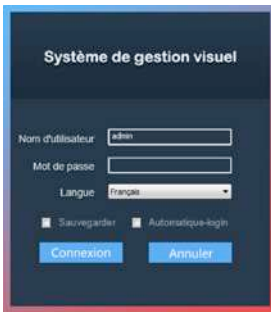 Système de gestion visuel
Nom d'utilisateur admin
Mot de passe
Langue Français
Sauvegarder Automatique-login
Connexion Annuler